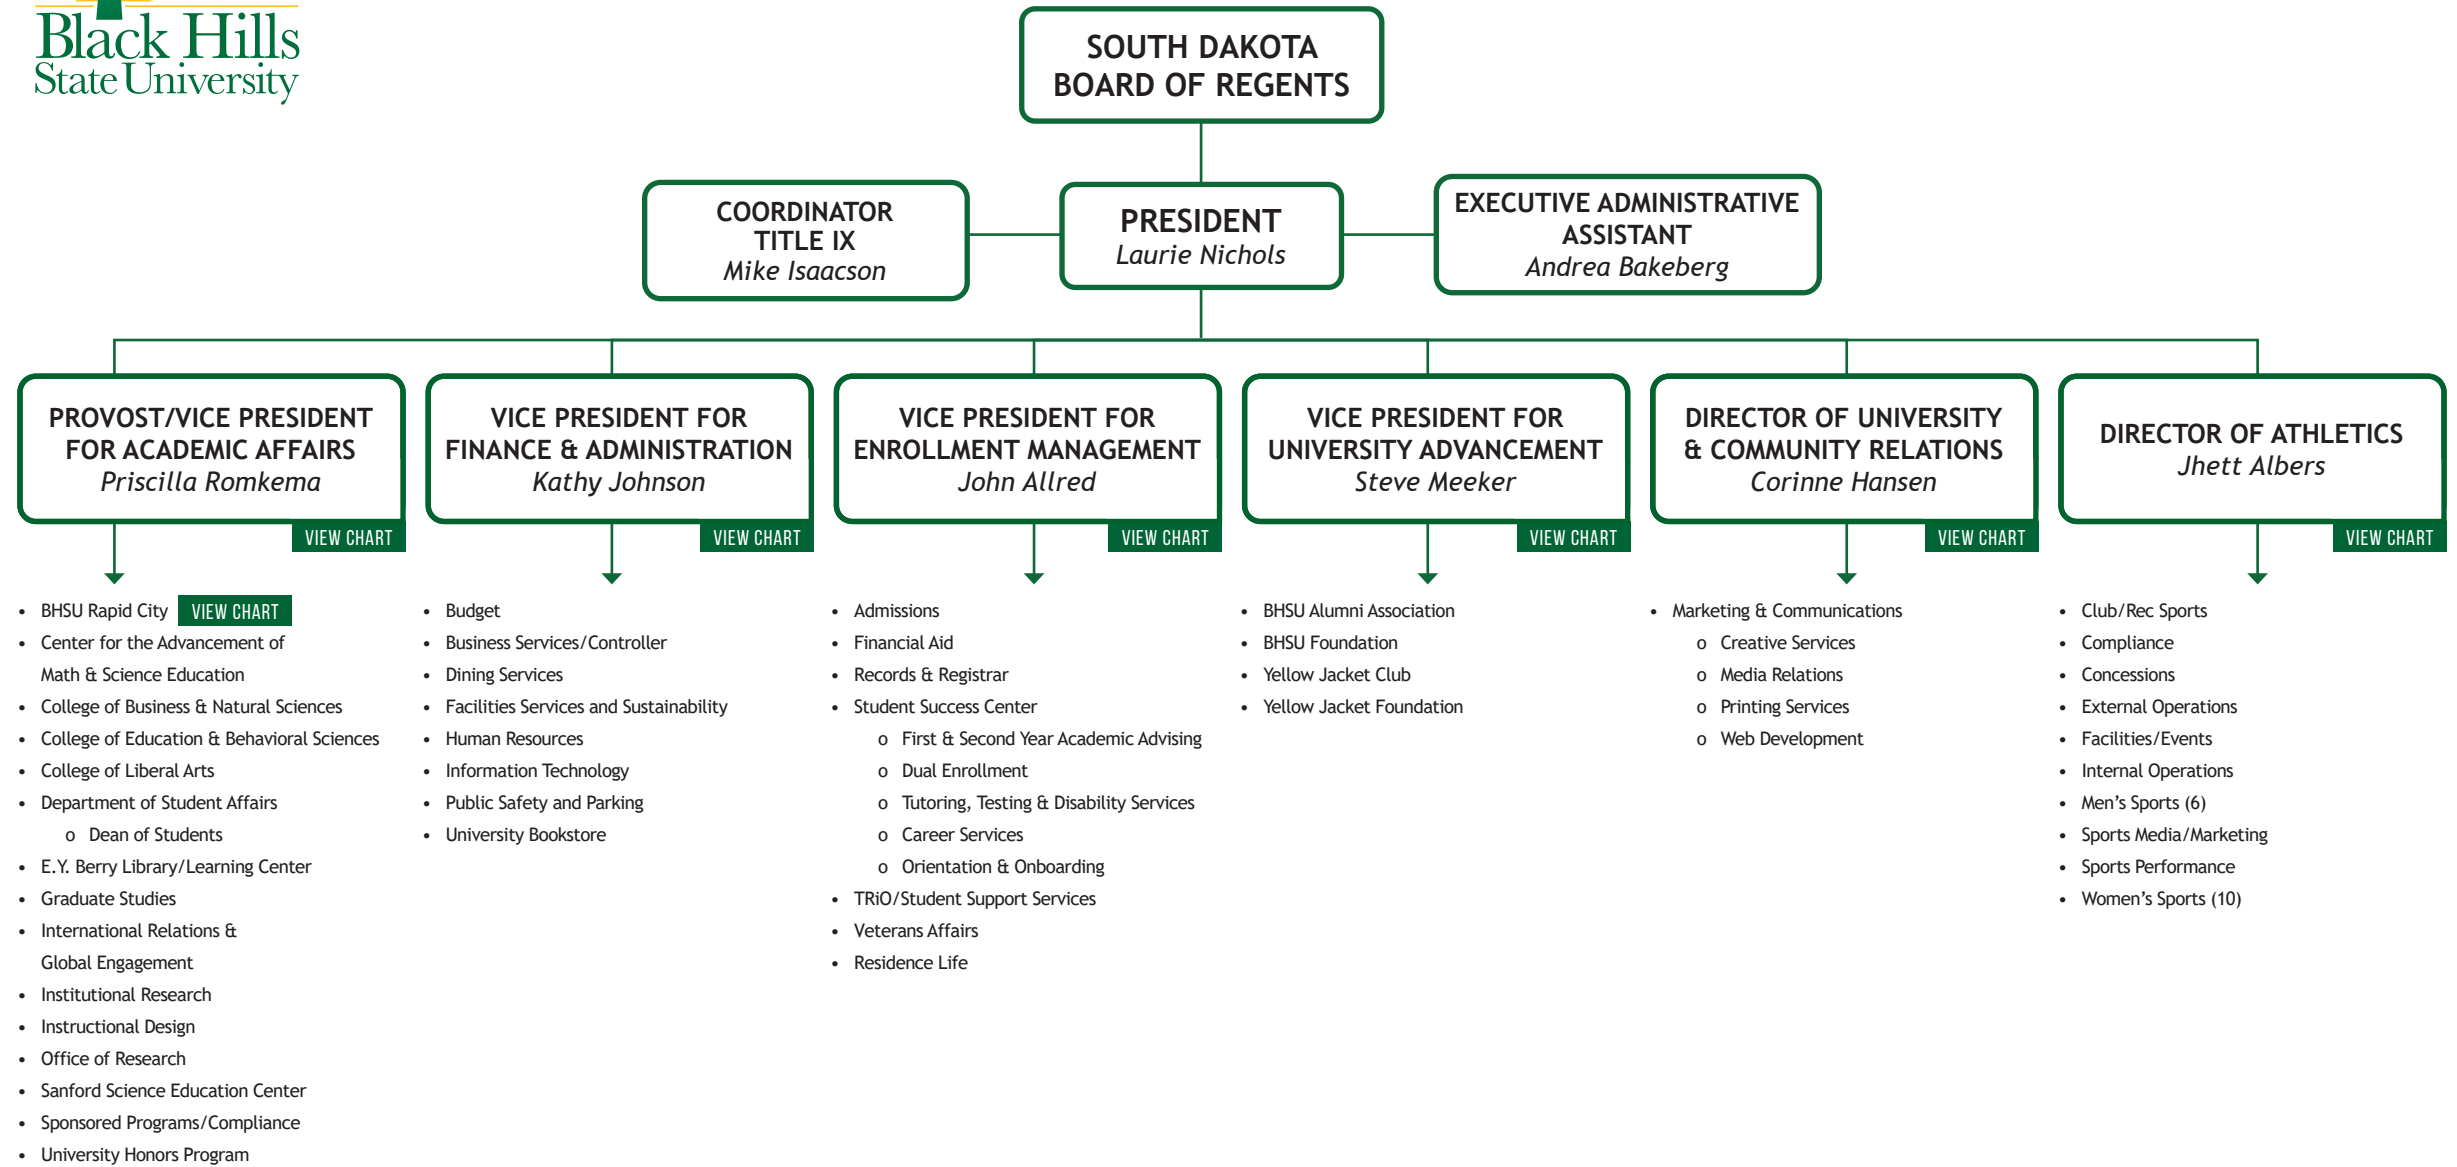 Black Hills
State University
SOUTH DAKOTA
BOARD OF REGENTS
COORDINATOR
TITLE IX
Mike Isaacson
PRESIDENT
Laurie Nichols
EXECUTIVE ADMINISTRATIVE
ASSISTANT
Andrea Bakeberg
PROVOST/VICE PRESIDENT
FOR ACADEMIC AFFAIRS
Priscilla Romkema
VIEW CHART
• BHSU Rapid City VIEW CHART
• Center for the Advancement of
Math & Science Education
• College of Business & Natural Sciences
• College of Education & Behavioral Sciences
• College of Liberal Arts
• Department of Student Affairs
o Dean of Students
• E.Y. Berry Library/Learning Center
• Graduate Studies
• International Relations &
Global Engagement
• Institutional Research
• Instructional Design
• Office of Research
• Sanford Science Education Center
• Sponsored Programs/Compliance
• University Honors Program
VICE PRESIDENT FOR
FINANCE & ADMINISTRATION
Kathy Johnson
VIEW CHART
• Budget
• Business Services/Controller
• Dining Services
• Facilities Services and Sustainability
• Human Resources
• Information Technology
• Public Safety and Parking
• University Bookstore
VICE PRESIDENT FOR
ENROLLMENT MANAGEMENT
John Allred
VIEW CHART
• Admissions
• Financial Aid
• Records & Registrar
• Student Success Center
o First & Second Year Academic Advising
o Dual Enrollment
o Tutoring, Testing & Disability Services
o Career Services
o Orientation & Onboarding
• TRiO/Student Support Services
• Veterans Affairs
• Residence Life
VICE PRESIDENT FOR
UNIVERSITY ADVANCEMENT
Steve Meeker
VIEW CHART
• BHSU Alumni Association
• BHSU Foundation
• Yellow Jacket Club
• Yellow Jacket Foundation
DIRECTOR OF UNIVERSITY
& COMMUNITY RELATIONS
Corinne Hansen
VIEW CHART
• Marketing & Communications
o Creative Services
o Media Relations
o Printing Services
o Web Development
DIRECTOR OF ATHLETICS
Jhett Albers
VIEW CHART
• Club/Rec Sports
• Compliance
• Concessions
• External Operations
• Facilities/Events
• Internal Operations
• Men’s Sports (6)
• Sports Media/Marketing
• Sports Performance
• Women’s Sports (10)